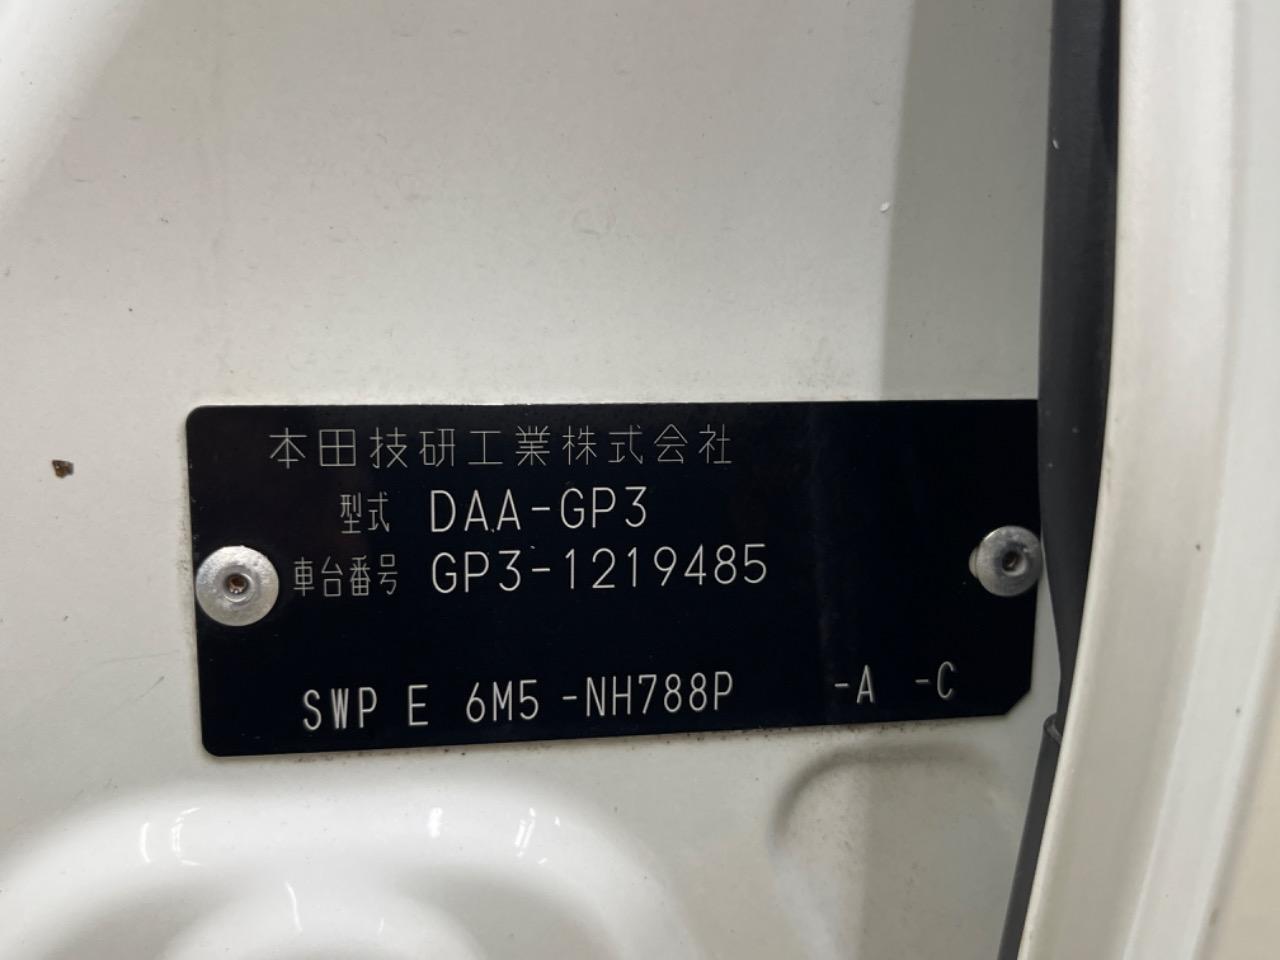 本田技研工業株式会社
型式 DAA-GP3
車台番号 GP3-1219485
SWP E 6M5 -NH788P -A -C